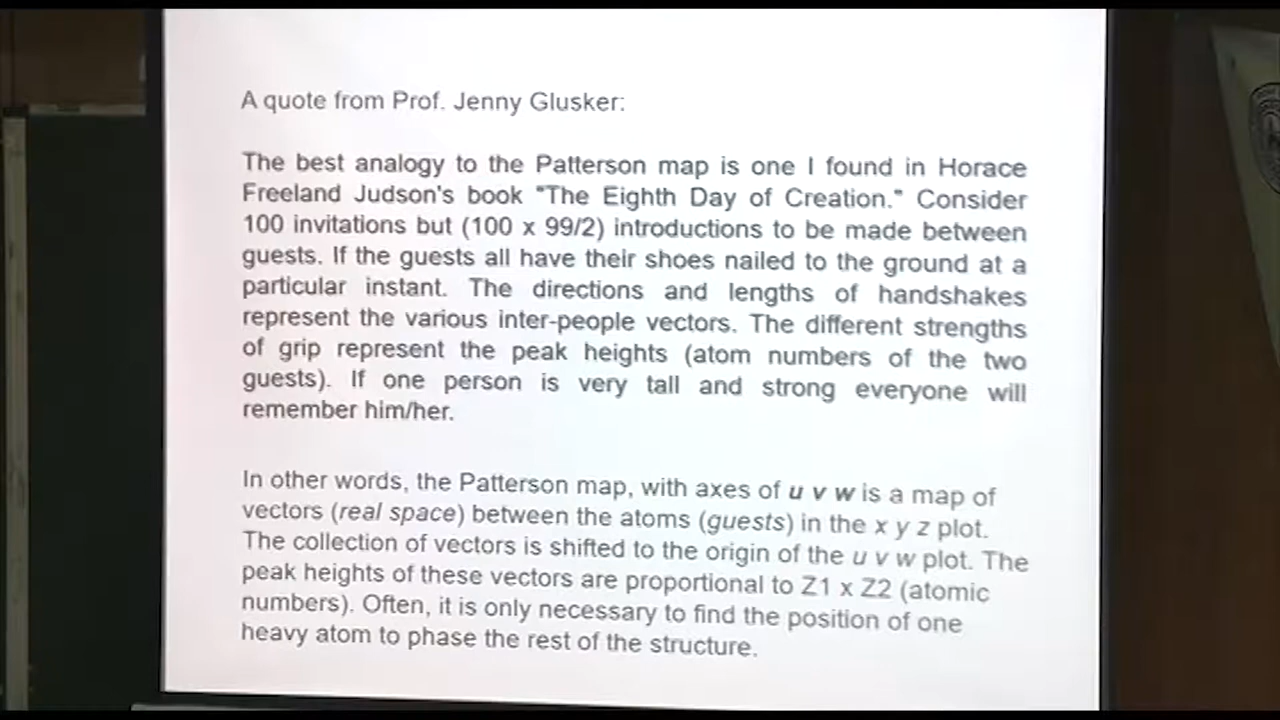 A quote from Prof. Jenny Glusker:
The best analogy to the Patterson map is one I found in Horace
Freeland Judson's book "The Eighth Day of Creation." Consider
100 invitations but (100 x 99/2) introductions to be made between
guests. If the guests all have their shoes nailed to the ground at a
particular instant. The directions and lengths of handshakes
represent the various inter-people vectors. The different strengths
of grip represent the peak heights (atom numbers of the two
guests). If one person is very tall and strong everyone will
remember him/her.
In other words, the Patterson map, with axes of u v w is a map of
vectors (real space) between the atoms (guests) in the x y z plot.
The collection of vectors is shifted to the origin of the u v w plot. The
peak heights of these vectors are proportional to Z1 x Z2 (atomic
numbers). Often, it is only necessary to find the position of one
heavy atom to phase the rest of the structure.